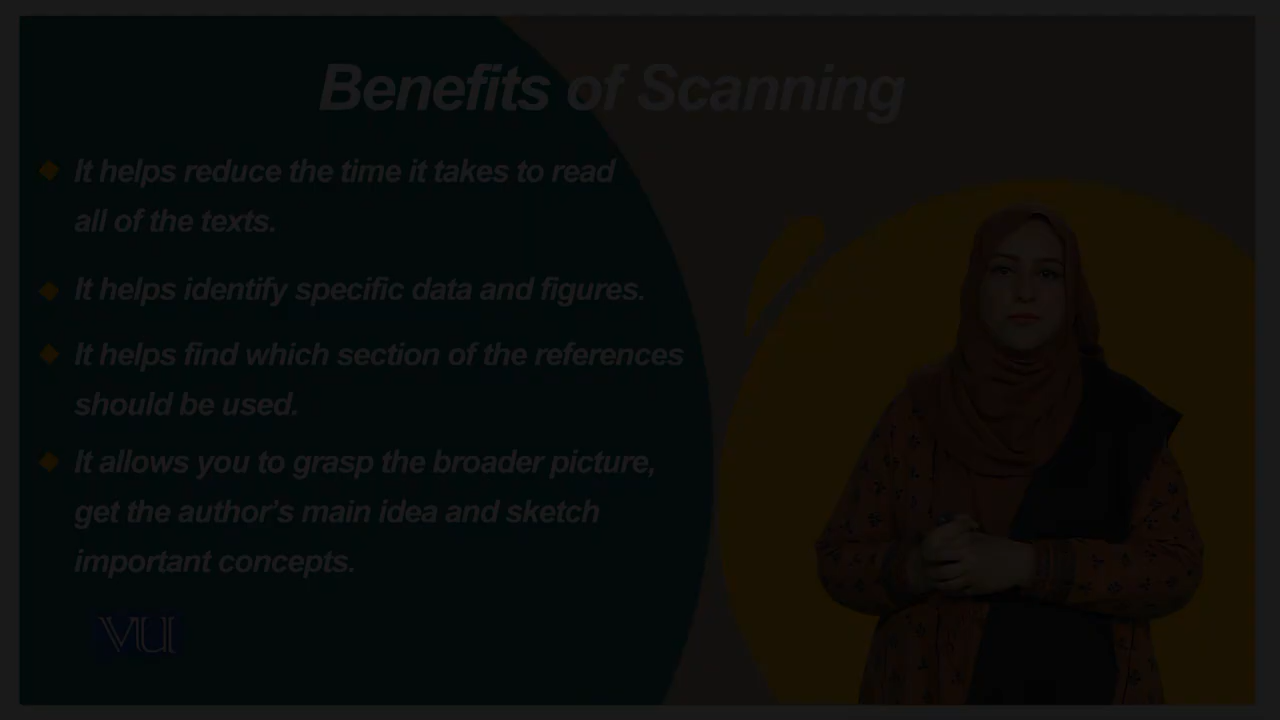 Benefits of Scanning
It helps reduce the time it takes to read
all of the texts.
It helps identify specific data and figures.
It helps find which section of the references
should be used.
It allows you to grasp the broader picture,
get the author’s main idea and sketch
important concepts.
VU